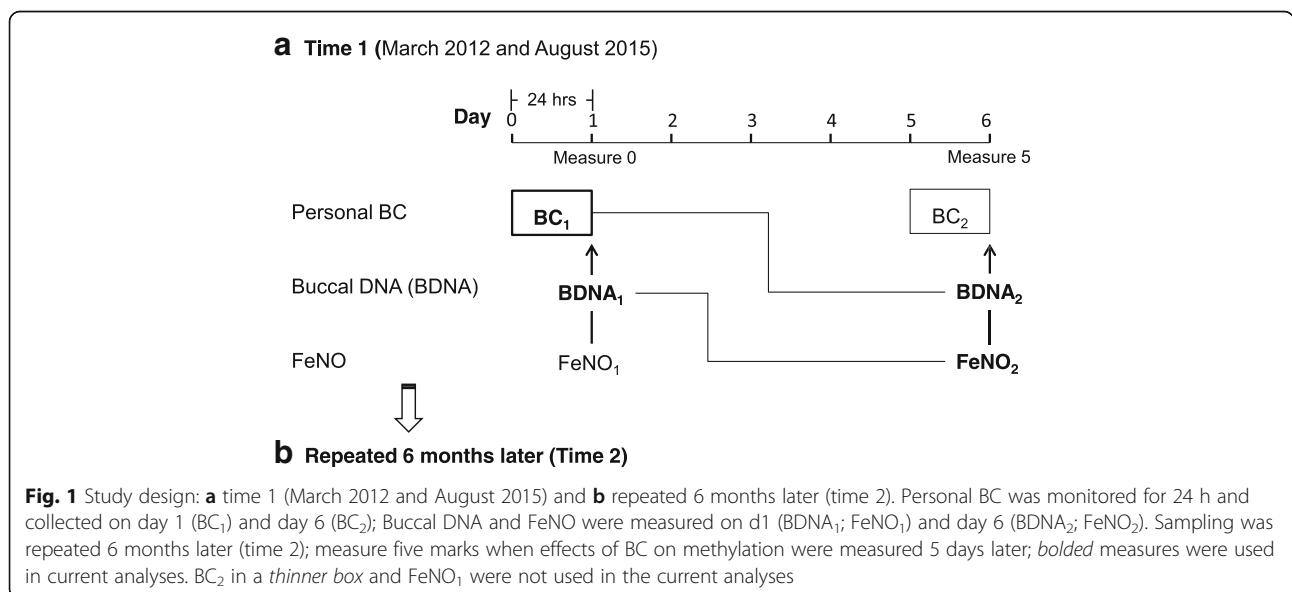 a Time 1 (March 2012 and August 2015)
24 hrs
Day 0 1 2 3 4 5 6
Measure 0 Measure 5
Personal BC BC₁ BC₂
Buccal DNA (BDNA) BDNA₁ BDNA₂
FeNO FeNO₁ FeNO₂
b Repeated 6 months later (Time 2)
Fig. 1 Study design: a time 1 (March 2012 and August 2015) and b repeated 6 months later (time 2). Personal BC was monitored for 24 h and
collected on day 1 (BC₁) and day 6 (BC₂); Buccal DNA and FeNO were measured on d1 (BDNA₁; FeNO₁) and day 6 (BDNA₂; FeNO₂). Sampling was
repeated 6 months later (time 2); measure five marks when effects of BC on methylation were measured 5 days later; bolded measures were used
in current analyses. BC₂ in a thinner box and FeNO₁ were not used in the current analyses